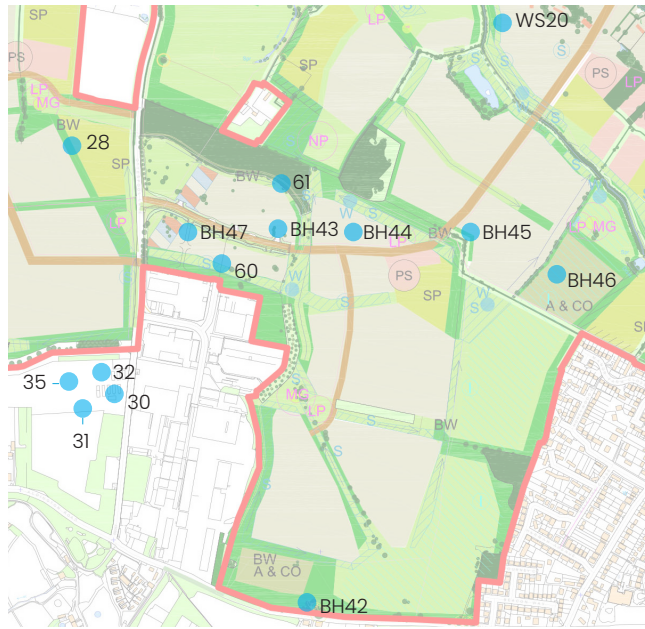 WS20
S
LP
PS
SP
S
S
PS
LP
MG
LP
S
BW
28
S
NP
SP
BW
61
S
W
W
LP MG
LP
BH47
BH43
BH44
BW
BH45
LP
S
60
S
PS
BH46
W
SP
W
S
S
A & CO
SP
32
35
30
S
MG
LP
31
S
S
BW
S
BW
A & CO
BH42